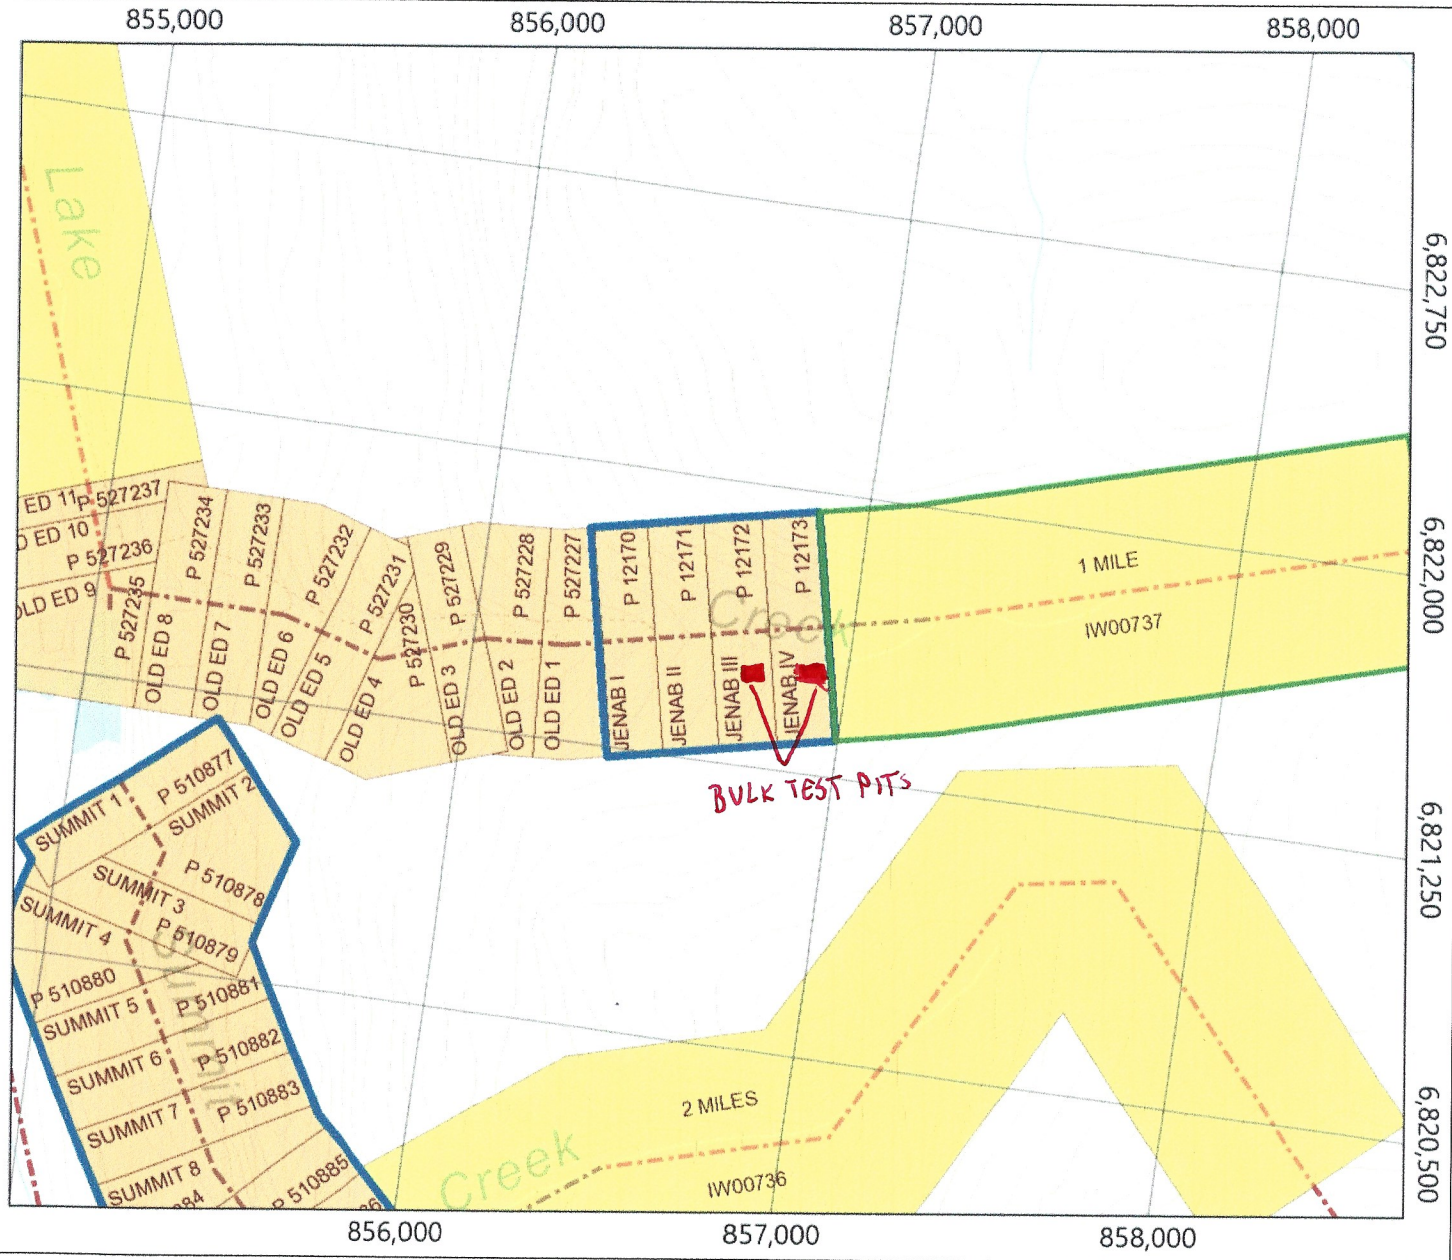 855,000
856,000
857,000
858,000
Lake
6,822,750
6,822,000
6,821,250
6,820,500
ED 11
P 527237
ED 10
P 527236
OLD ED 9
P 527235
OLD ED 8
P 527234
OLD ED 7
P 527233
OLD ED 6
P 527232
OLD ED 5
P 527231
OLD ED 4
P 527230
OLD ED 3
P 527229
OLD ED 2
P 527228
OLD ED 1
P 527227
JENAB I
P 12170
JENAB II
P 12171
JENAB III
P 12172
JENAB IV
P 12173
Creek
1 MILE
IW00737
BULK TEST PITS
SUMMIT 1
P 510877
SUMMIT 2
P 510878
SUMMIT 3
P 510879
SUMMIT 4
P 510880
SUMMIT 5
P 510881
SUMMIT 6
P 510882
SUMMIT 7
P 510883
SUMMIT 8
84
P 510885
86
Summit
Creek
2 MILES
IW00736
856,000
857,000
858,000